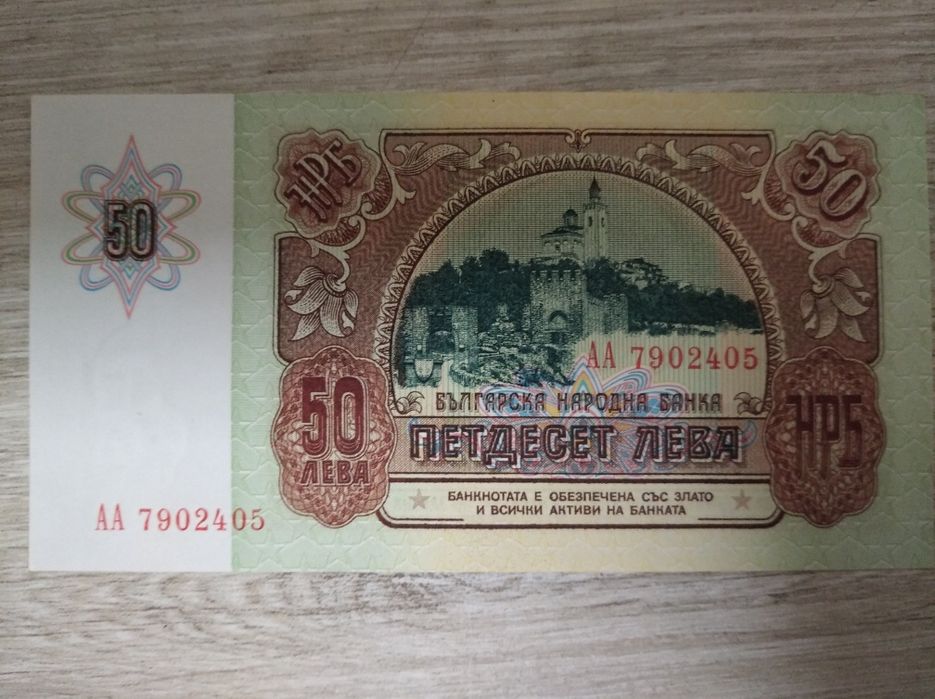 НРБ
50
50
АА 7902405
БЪЛГАРСКА НАРОДНА БАНКА
50 ЛЕВА
ПЕТДЕСЕТ ЛЕВА
НРБ
БАНКНОТАТА Е ОБЕЗПЕЧЕНА СЪС ЗЛАТО
И ВСИЧКИ АКТИВИ НА БАНКАТА
АА 7902405